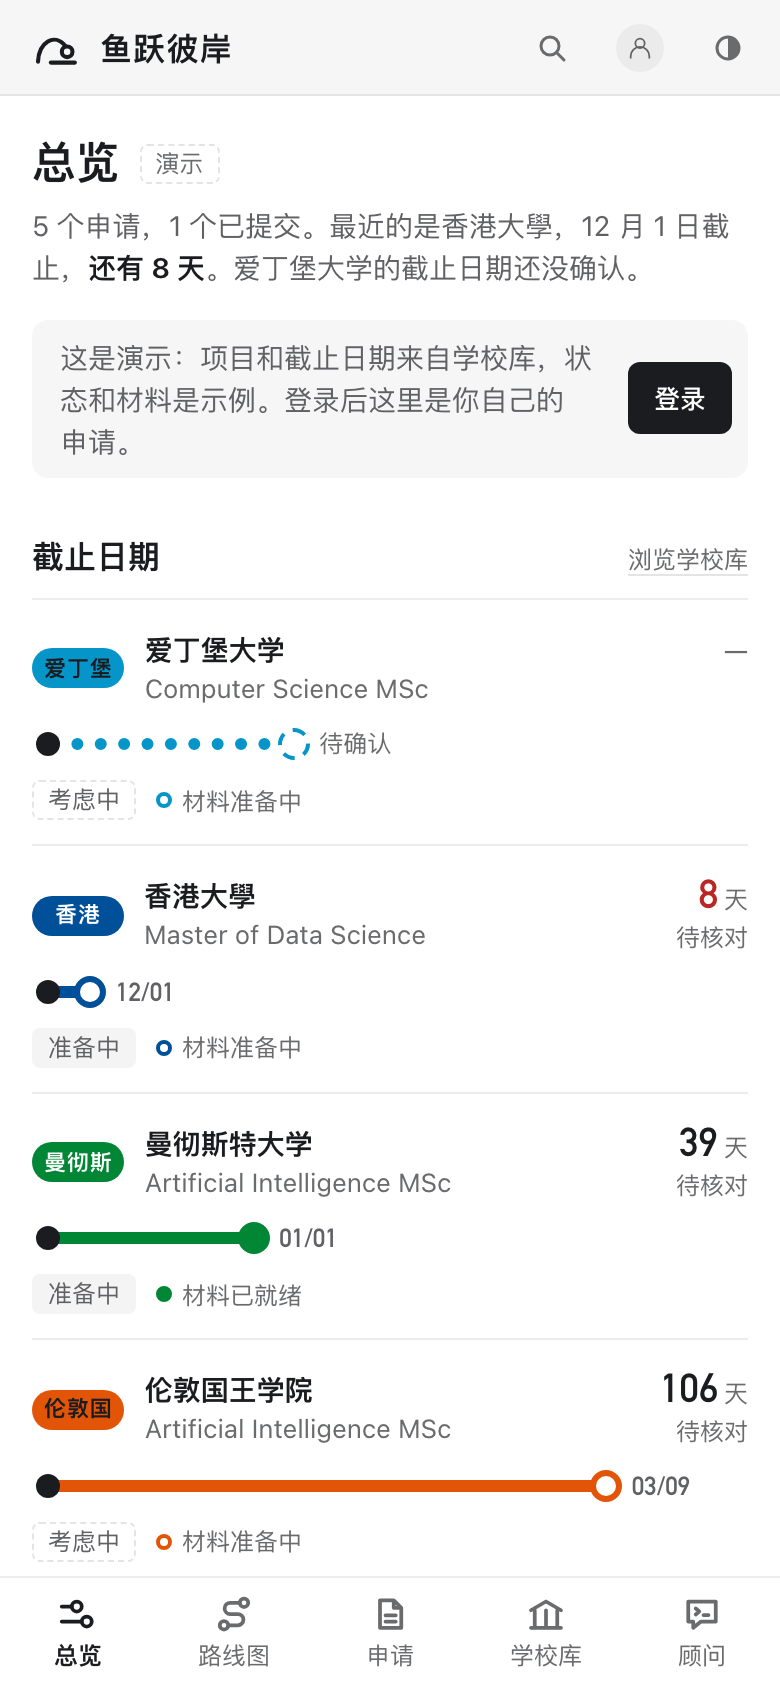 鱼跃彼岸
总览 演示
5 个申请，1 个已提交。最近的是香港大學，12 月 1 日截
止，还有 8 天。爱丁堡大学的截止日期还没确认。
这是演示：项目和截止日期来自学校库，状
态和材料是示例。登录后这里是你自己的
申请。
登录
截止日期 浏览学校库
爱丁堡 爱丁堡大学 —
Computer Science MSc
待确认
考虑中 材料准备中
香港 香港大學 8 天
Master of Data Science 待核对
12/01
准备中 材料准备中
曼彻斯 曼彻斯特大学 39 天
Artificial Intelligence MSc 待核对
01/01
准备中 材料已就绪
伦敦国 伦敦国王学院 106 天
Artificial Intelligence MSc 待核对
03/09
考虑中 材料准备中
总览 路线图 申请 学校库 顾问